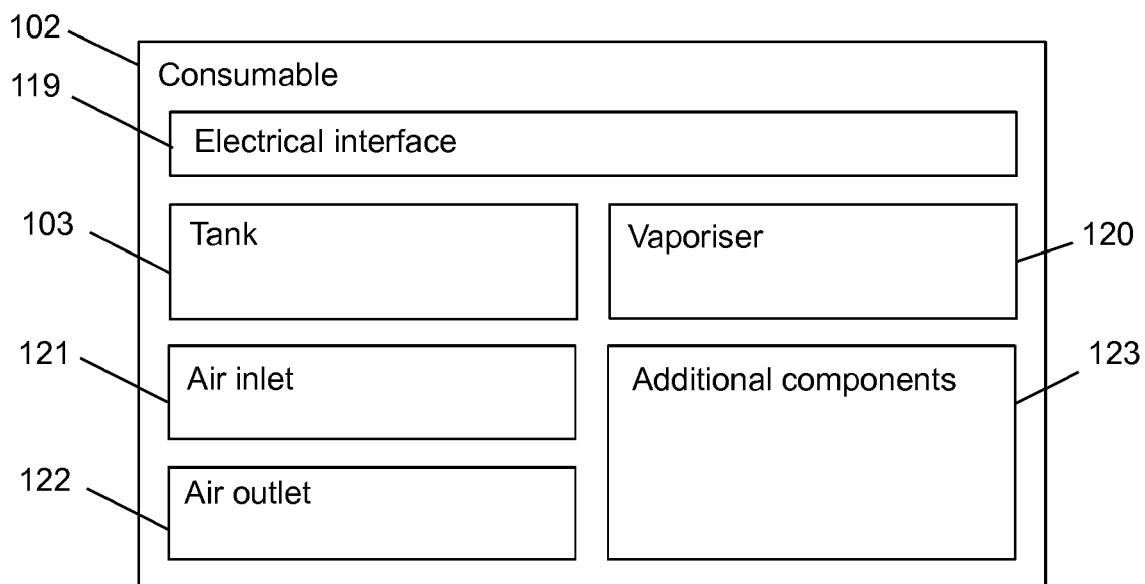 102
Consumable
119
Electrical interface
103
Tank
Vaporiser
120
121
Air inlet
Additional components
123
122
Air outlet